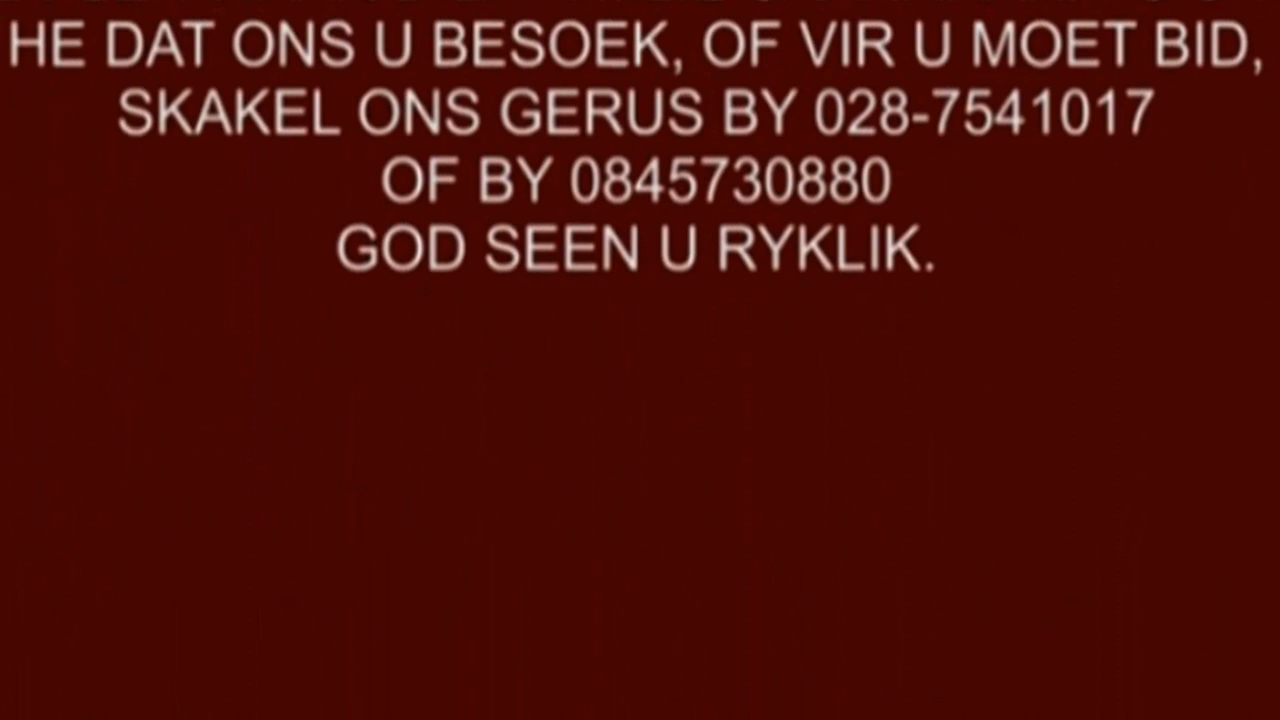 HE DAT ONS U BESOEK, OF VIR U MOET BID,
SKAKEL ONS GERUS BY 028-7541017
OF BY 0845730880
GOD SEEN U RYKLIK.